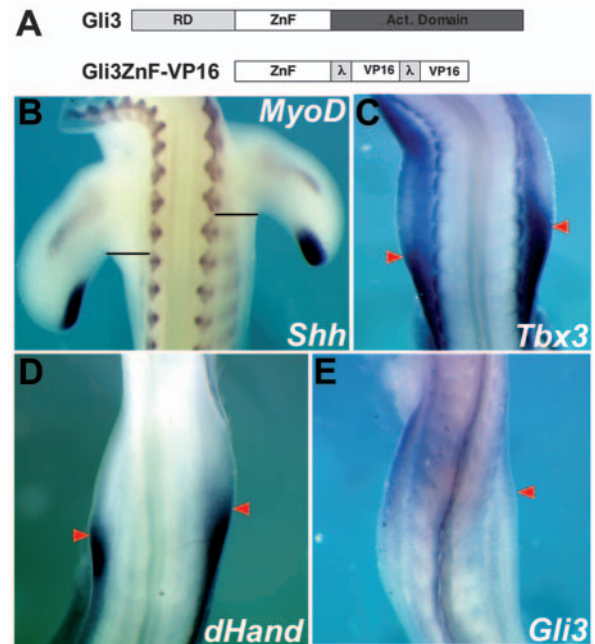 A
Gli3 RD ZnF Act. Domain
Gli3ZnF-VP16 ZnF λ VP16 λ VP16
B MyoD
Shh
C
Tbx3
D
dHand
E
Gli3